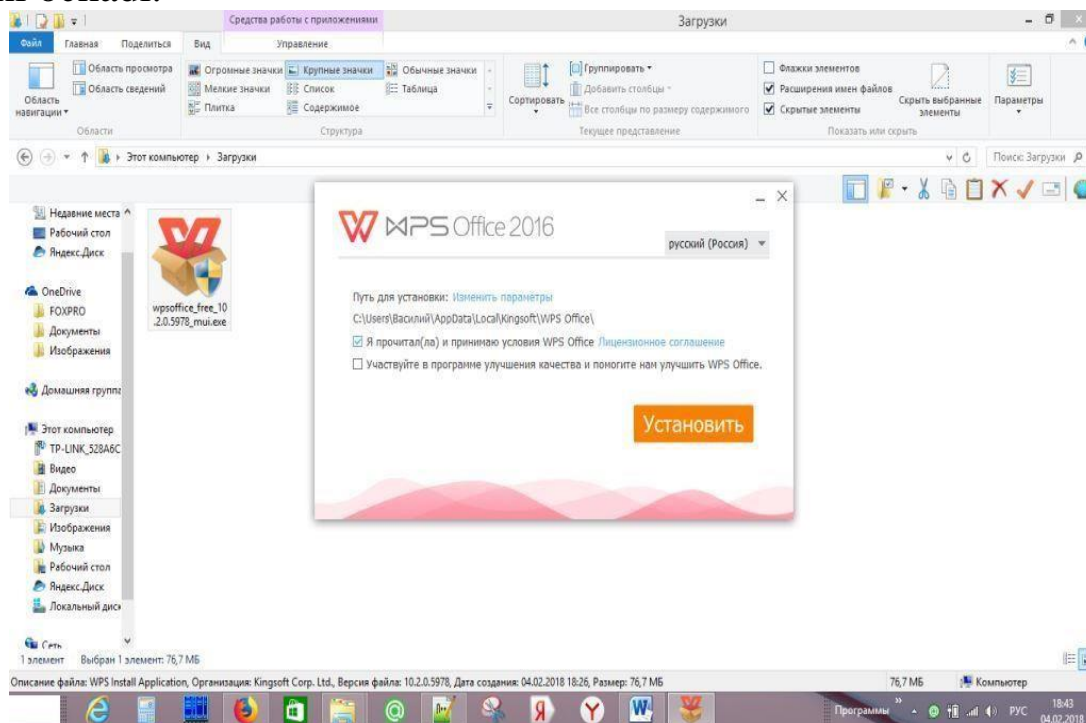 Средства работы с приложениями
Загрузки
Файл Главная Поделиться Вид Управление
Область навигации
Область просмотра
Область сведений
Области
Огромные значки Крупные значки Обычные значки
Мелкие значки Список Таблица
Плитка Содержимое
Структура
Сортировать
Группировать
Добавить столбцы
Все столбцы по размеру содержимого
Текущее представление
Флажки элементов
Расширения имен файлов
Скрытые элементы
Скрыть выбранные элементы
Показать или скрыть
Параметры
Этот компьютер Загрузки
Поиск: Загрузки
Недавние места
Рабочий стол
Яндекс.Диск
OneDrive
FOXPRO
Документы
Изображения
Домашняя группа
Этот компьютер
TP-LINK_528A6C
Видео
Документы
Загрузки
Изображения
Музыка
Рабочий стол
Яндекс.Диск
Локальный диск
Сеть
wpsoffice_free_10
.2.0.5978_mui.exe
WPS Office 2016
русский (Россия)
Путь для установки: Изменить параметры
C:\Users\Василий\AppData\Local\Kingsoft\WPS Office\
Я прочитал(ла) и принимаю условия WPS Office Лицензионное соглашение
Участвуйте в программе улучшения качества и помогите нам улучшить WPS Office.
Установить
1 элемент Выбран 1 элемент: 76,7 МБ
Описание файла: WPS Install Application, Организация: Kingsoft Corp. Ltd., Версия файла: 10.2.0.5978, Дата создания: 04.02.2018 18:26, Размер: 76,7 МБ
76,7 МБ Компьютер
Программы
РУС
18:43
04.02.2018